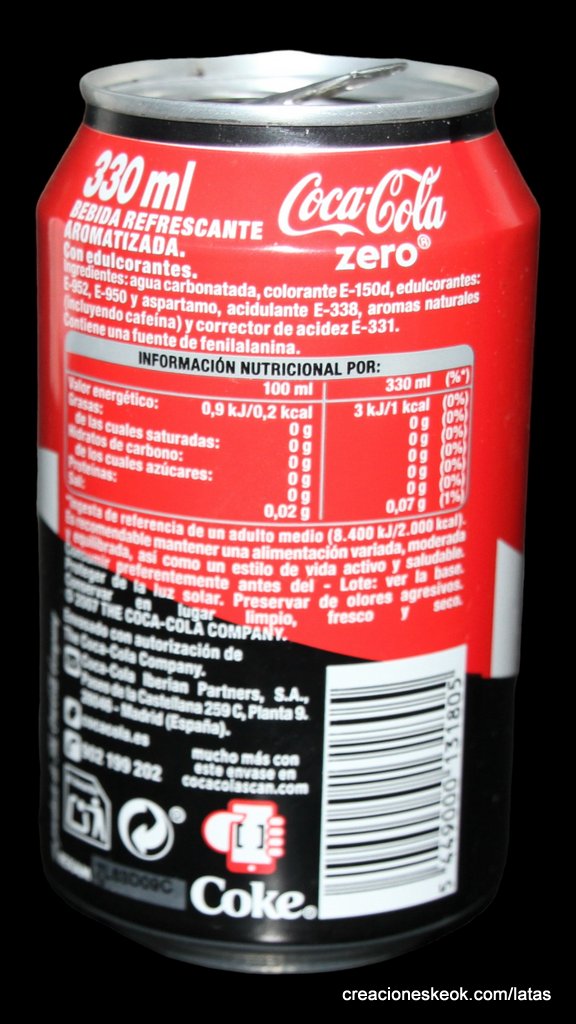 330 ml
BEBIDA REFRESCANTE
AROMATIZADA.
Con edulcorantes.
Coca-Cola
zero®
Ingredientes: agua carbonatada, colorante E-150d, edulcorantes:
E-952, E-950 y aspartamo, acidulante E-338, aromas naturales
(incluyendo cafeína) y corrector de acidez E-331.
Contiene una fuente de fenilalanina.
INFORMACIÓN NUTRICIONAL POR:
100 ml 330 ml (%*)
Valor energético: 0,9 kJ/0,2 kcal 3 kJ/1 kcal (0%)
Grasas: 0 g 0 g (0%)
de las cuales saturadas: 0 g 0 g (0%)
Hidratos de carbono: 0 g 0 g (0%)
de los cuales azúcares: 0 g 0 g (0%)
Proteínas: 0 g 0 g (0%)
Sal: 0,02 g 0,07 g (1%)
*Ingesta de referencia de un adulto medio (8.400 kJ/2.000 kcal).
Es recomendable mantener una alimentación variada, moderada
y equilibrada, así como un estilo de vida activo y saludable.
Consumir preferentemente antes del - Lote: ver la base.
Proteger de la luz solar. Preservar de olores agresivos.
Conservar en lugar limpio, fresco y seco.
© 2007 THE COCA-COLA COMPANY.
Envasado con autorización de
The Coca-Cola Company.
Coca-Cola Iberian Partners, S.A.,
Paseo de la Castellana 259 C, Planta 9.
28046 - Madrid (España).
cocacola.es
902 199 202
mucho más con
este envase en
cocacolascan.com
5 449000 131805
®
Coke.
creacioneskeok.com/latas